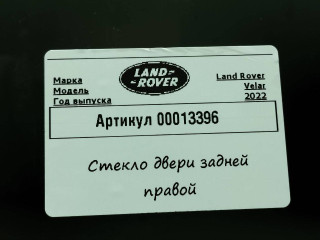 LAND-
-ROVER
Марка Land Rover
Модель Velar
Год выпуска 2022
Артикул 00013396
Стекло двери задней
правой